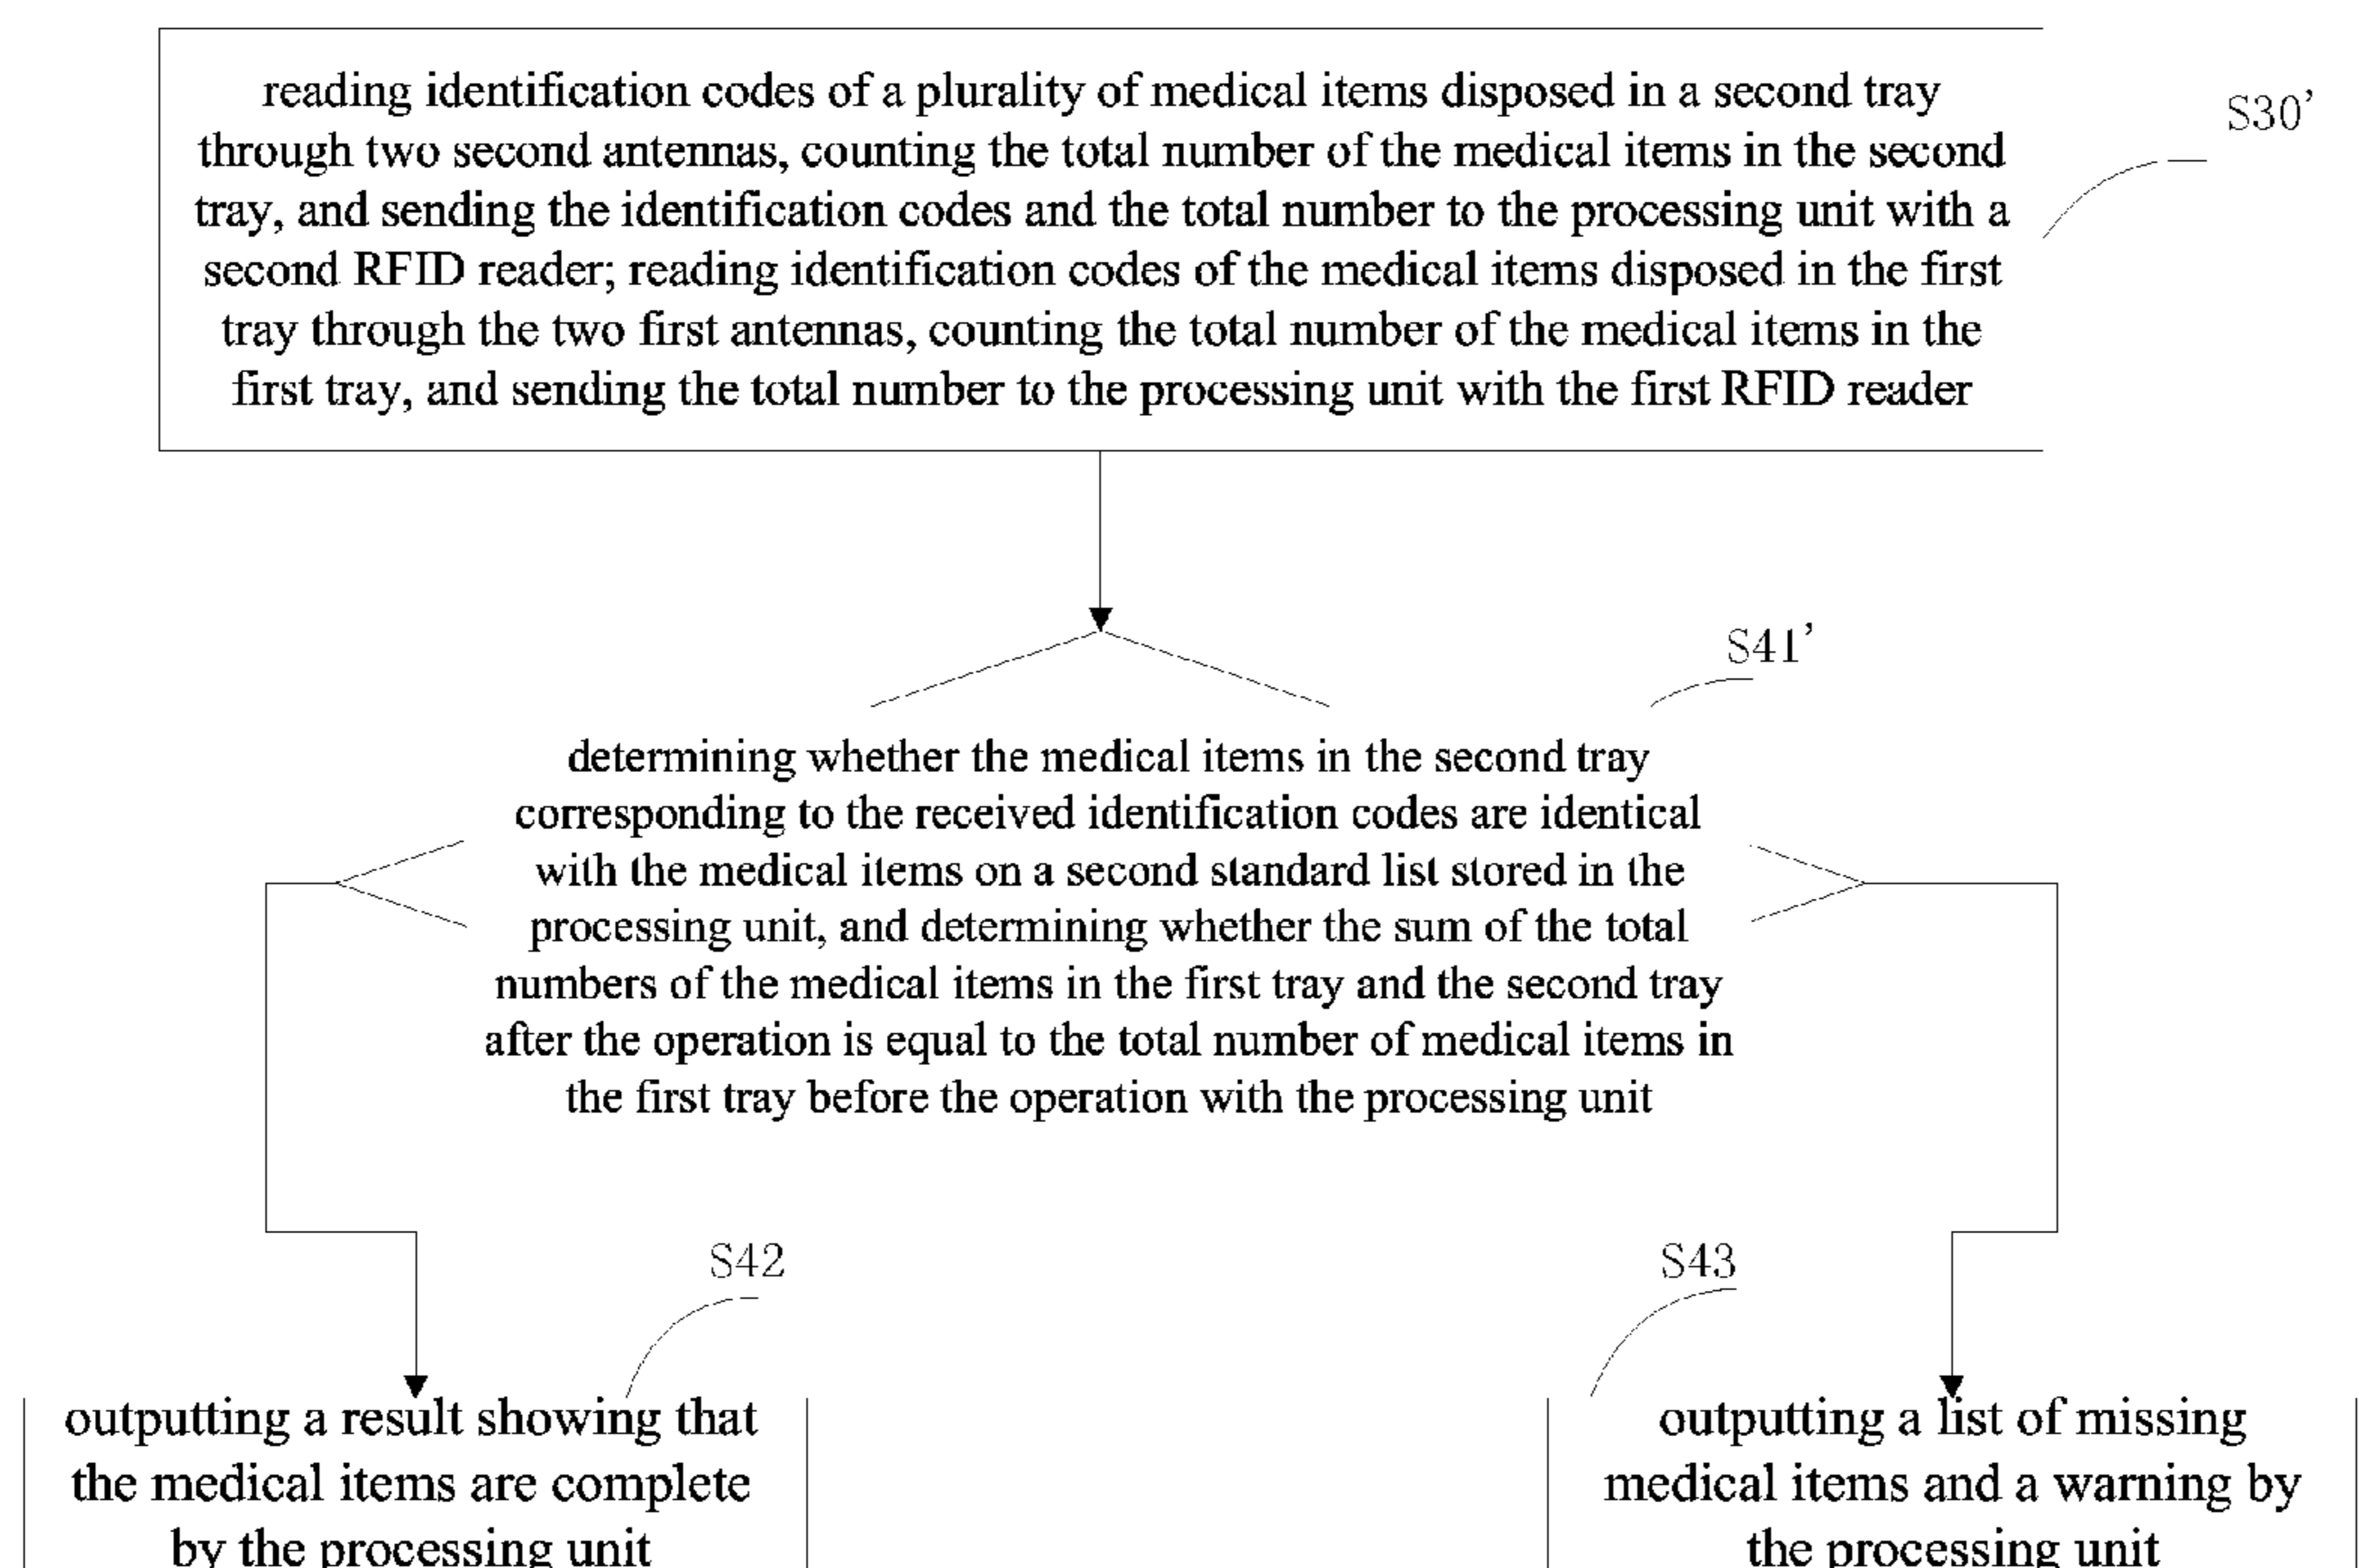 reading identification codes of a plurality of medical items disposed in a second tray
through two second antennas, counting the total number of the medical items in the second
tray, and sending the identification codes and the total number to the processing unit with a
second RFID reader; reading identification codes of the medical items disposed in the first
tray through the two first antennas, counting the total number of the medical items in the
first tray, and sending the total number to the processing unit with the first RFID reader
S30’
S41’
determining whether the medical items in the second tray
corresponding to the received identification codes are identical
with the medical items on a second standard list stored in the
processing unit, and determining whether the sum of the total
numbers of the medical items in the first tray and the second tray
after the operation is equal to the total number of medical items in
the first tray before the operation with the processing unit
S42
outputting a result showing that
the medical items are complete
by the processing unit
S43
outputting a list of missing
medical items and a warning by
the processing unit